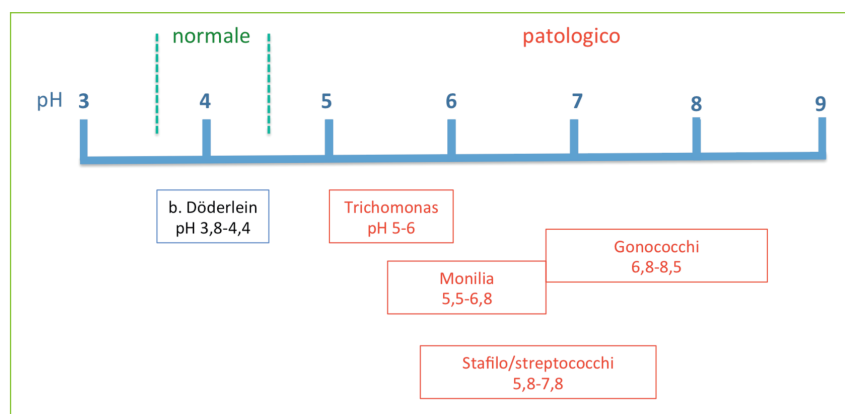 normale patologico
pH 3 4 5 6 7 8 9
b. Döderlein
pH 3,8-4,4
Trichomonas
pH 5-6
Gonococchi
6,8-8,5
Monilia
5,5-6,8
Stafilo/streptococchi
5,8-7,8